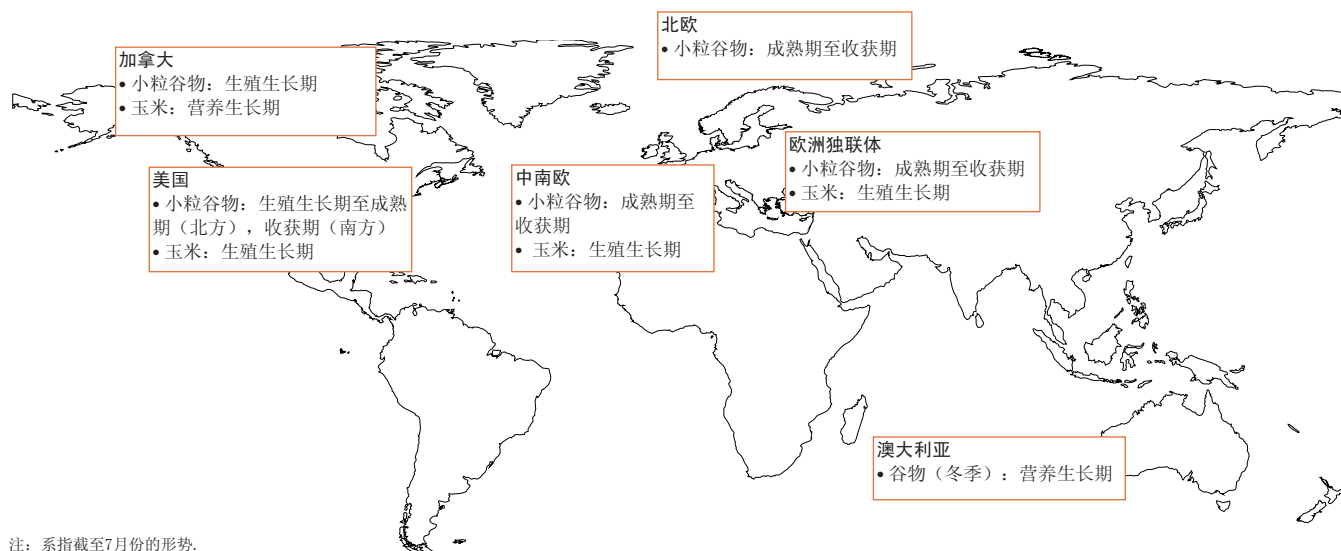 北欧
• 小粒谷物：成熟期至收获期
加拿大
• 小粒谷物：生殖生长期
• 玉米：营养生长期
欧洲独联体
• 小粒谷物：成熟期至收获期
• 玉米：生殖生长期
美国
• 小粒谷物：生殖生长期至成熟
期（北方），收获期（南方）
• 玉米：生殖生长期
中南欧
• 小粒谷物：成熟期至
收获期
• 玉米：生殖生长期
澳大利亚
• 谷物（冬季）：营养生长期
注：系指截至7月份的形势.